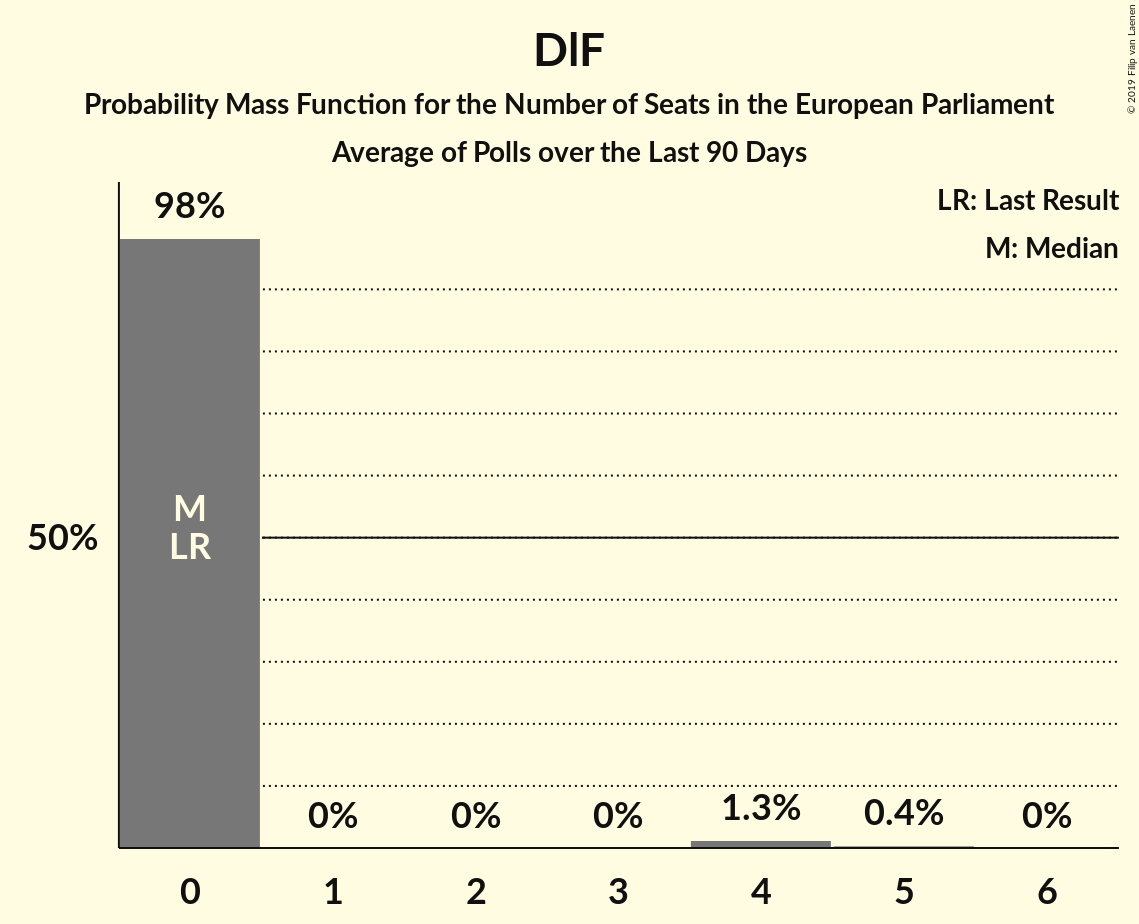 DlF
Probability Mass Function for the Number of Seats in the European Parliament
Average of Polls over the Last 90 Days
© 2019 Filip van Laenen
LR: Last Result
M: Median
98%
M
LR
50%
0%
0%
0%
1.3%
0.4%
0%
0
1
2
3
4
5
6